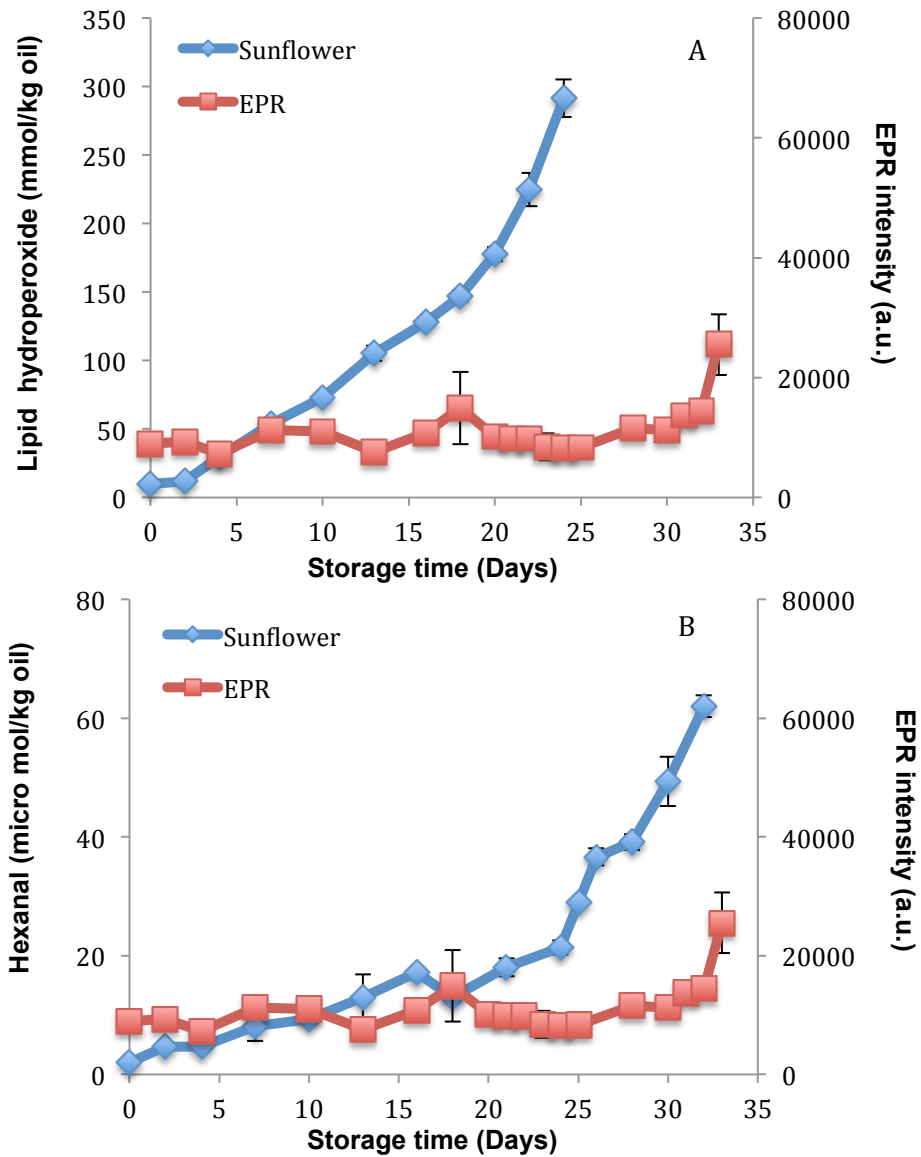 350 80000
Sunflower A
300
EPR
250 60000
200
Lipid hydroperoxide (mmol/kg oil)
EPR intensity (a.u.)
40000
150
100 20000
50
0 0
0 5 10 15 20 25 30 35
Storage time (Days)
80 80000
Sunflower B
EPR
60 60000
Hexanal (micro mol/kg oil)
EPR intensity (a.u.)
40 40000
20 20000
0 0
0 5 10 15 20 25 30 35
Storage time (Days)